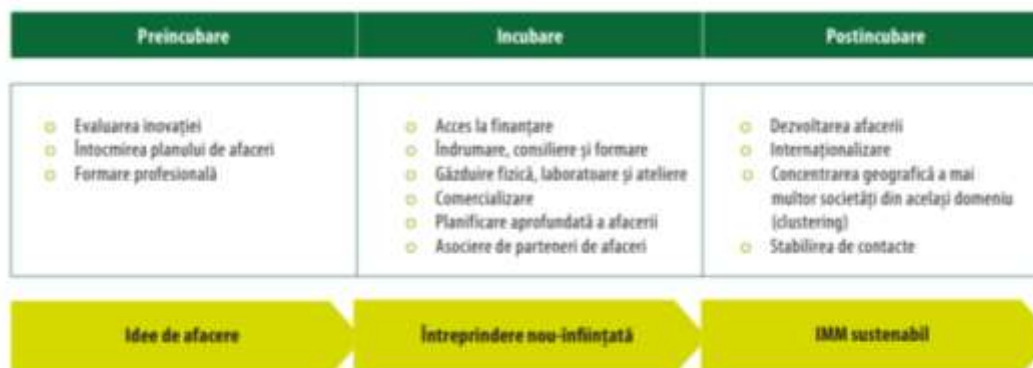 Preincubare
Incubare
Postincubare
Evaluarea inovației
Întocmirea planului de afaceri
Formare profesională
Acces la finanțare
Îndrumare, consiliere și formare
Găzduire fizică, laboratoare și ateliere
Comercializare
Planificare aprofundată a afacerii
Asociere de parteneri de afaceri
Dezvoltarea afacerii
Internaționalizare
Concentrarea geografică a mai
multor societăți din același domeniu
(clustering)
Stabilirea de contacte
Idee de afacere
Întreprindere nou-înființată
IMM sustenabil